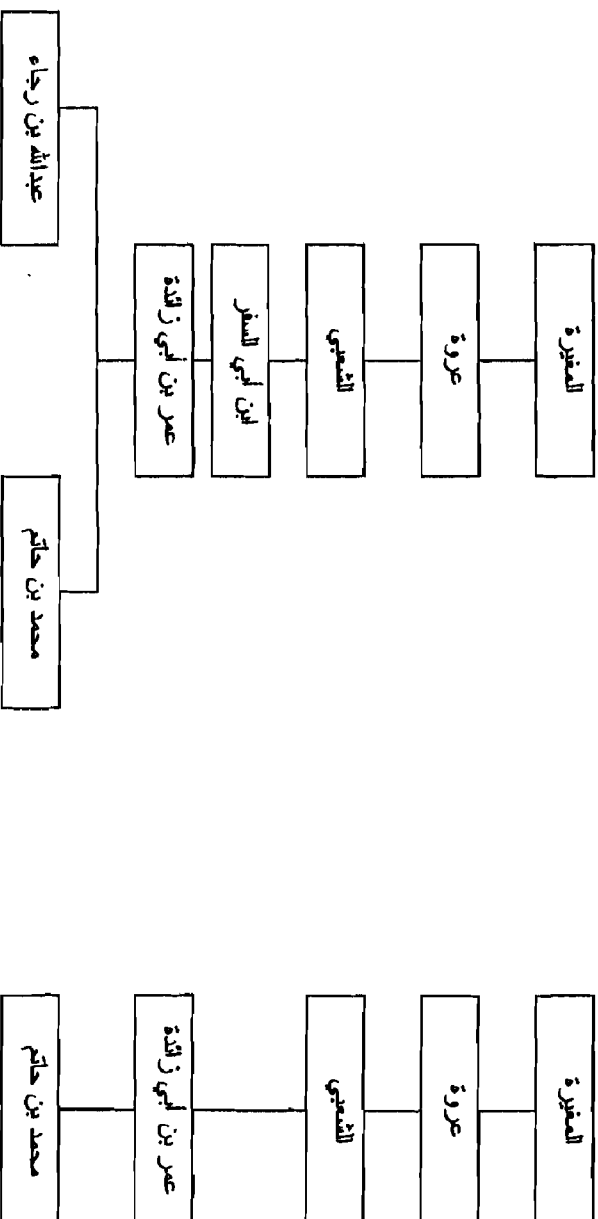 المغيرة
عروة
الشعبي
ابن أبي السفر
عمر بن أبي زائدة
عبدالله بن رجاء
محمد بن حاتم
المغيرة
عروة
الشعبي
عمر بن أبي زائدة
محمد بن حاتم